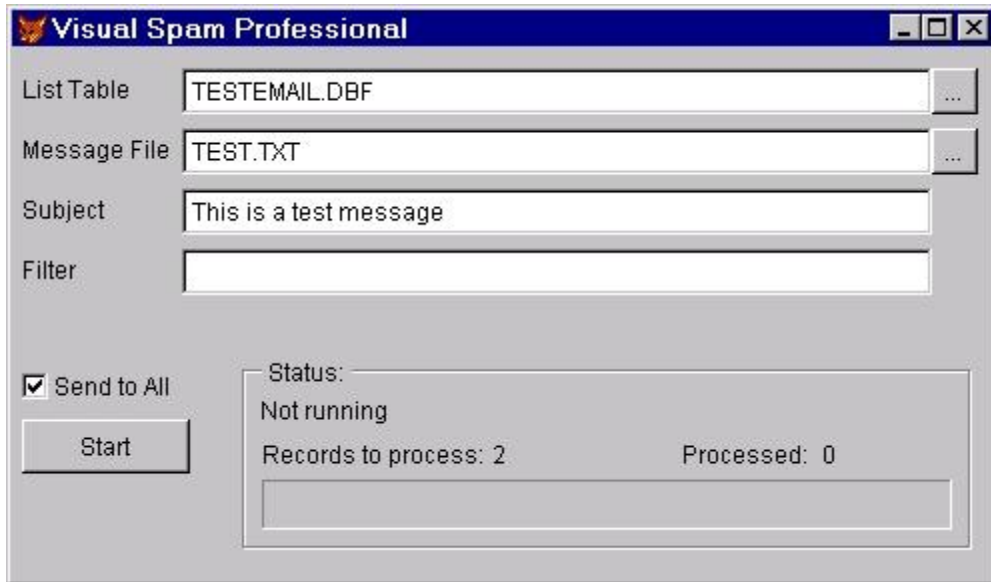 Visual Spam Professional
List Table TESTEMAIL.DBF ...
Message File TEST.TXT ...
Subject This is a test message
Filter
Send to All
Start
Status:
Not running
Records to process: 2 Processed: 0